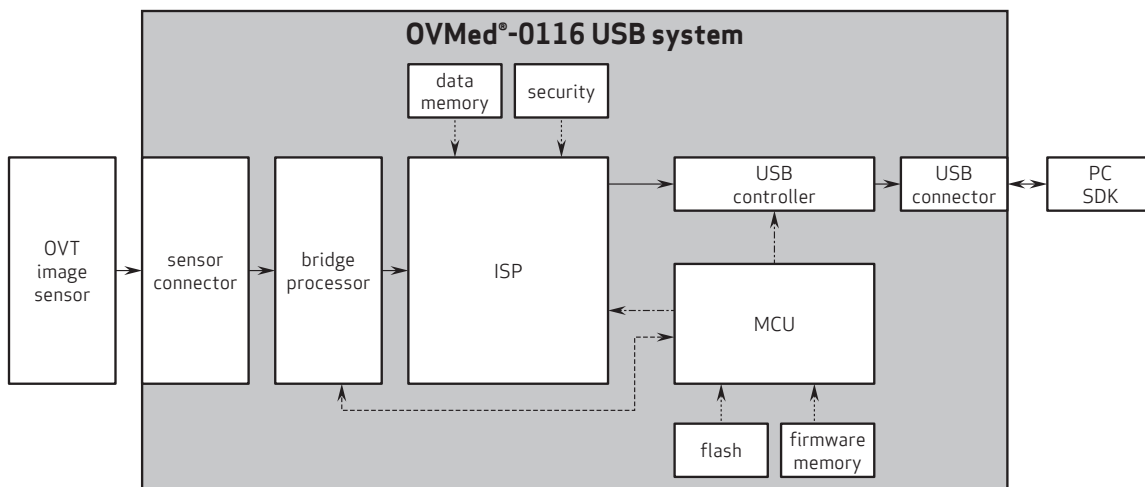 OVMed®-0116 USB system
data
memory
security
OVT
image
sensor
sensor
connector
bridge
processor
ISP
USB
controller
USB
connector
PC
SDK
MCU
flash
firmware
memory